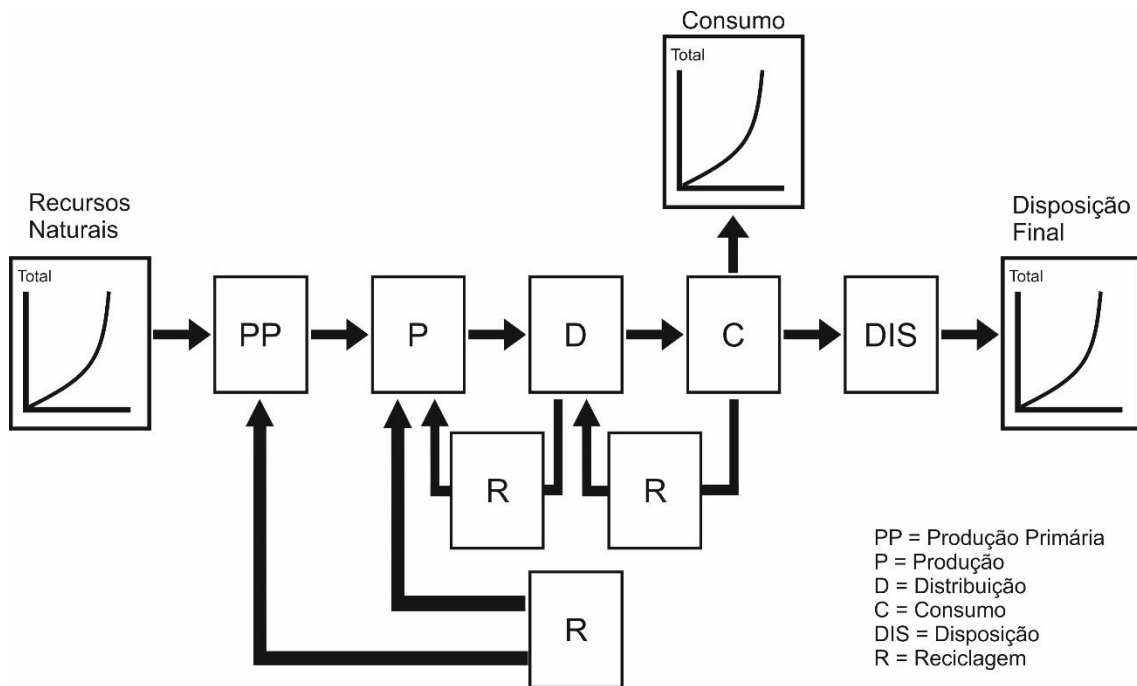 Consumo
Total
Recursos
Naturais
Total
Disposição
Final
Total
PP
P
D
C
DIS
R
R
R
PP = Produção Primária
P = Produção
D = Distribuição
C = Consumo
DIS = Disposição
R = Reciclagem